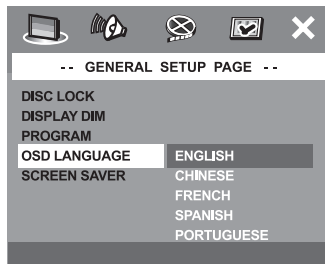 -- GENERAL SETUP PAGE --
DISC LOCK
DISPLAY DIM
PROGRAM
OSD LANGUAGE ENGLISH
SCREEN SAVER CHINESE
FRENCH
SPANISH
PORTUGUESE